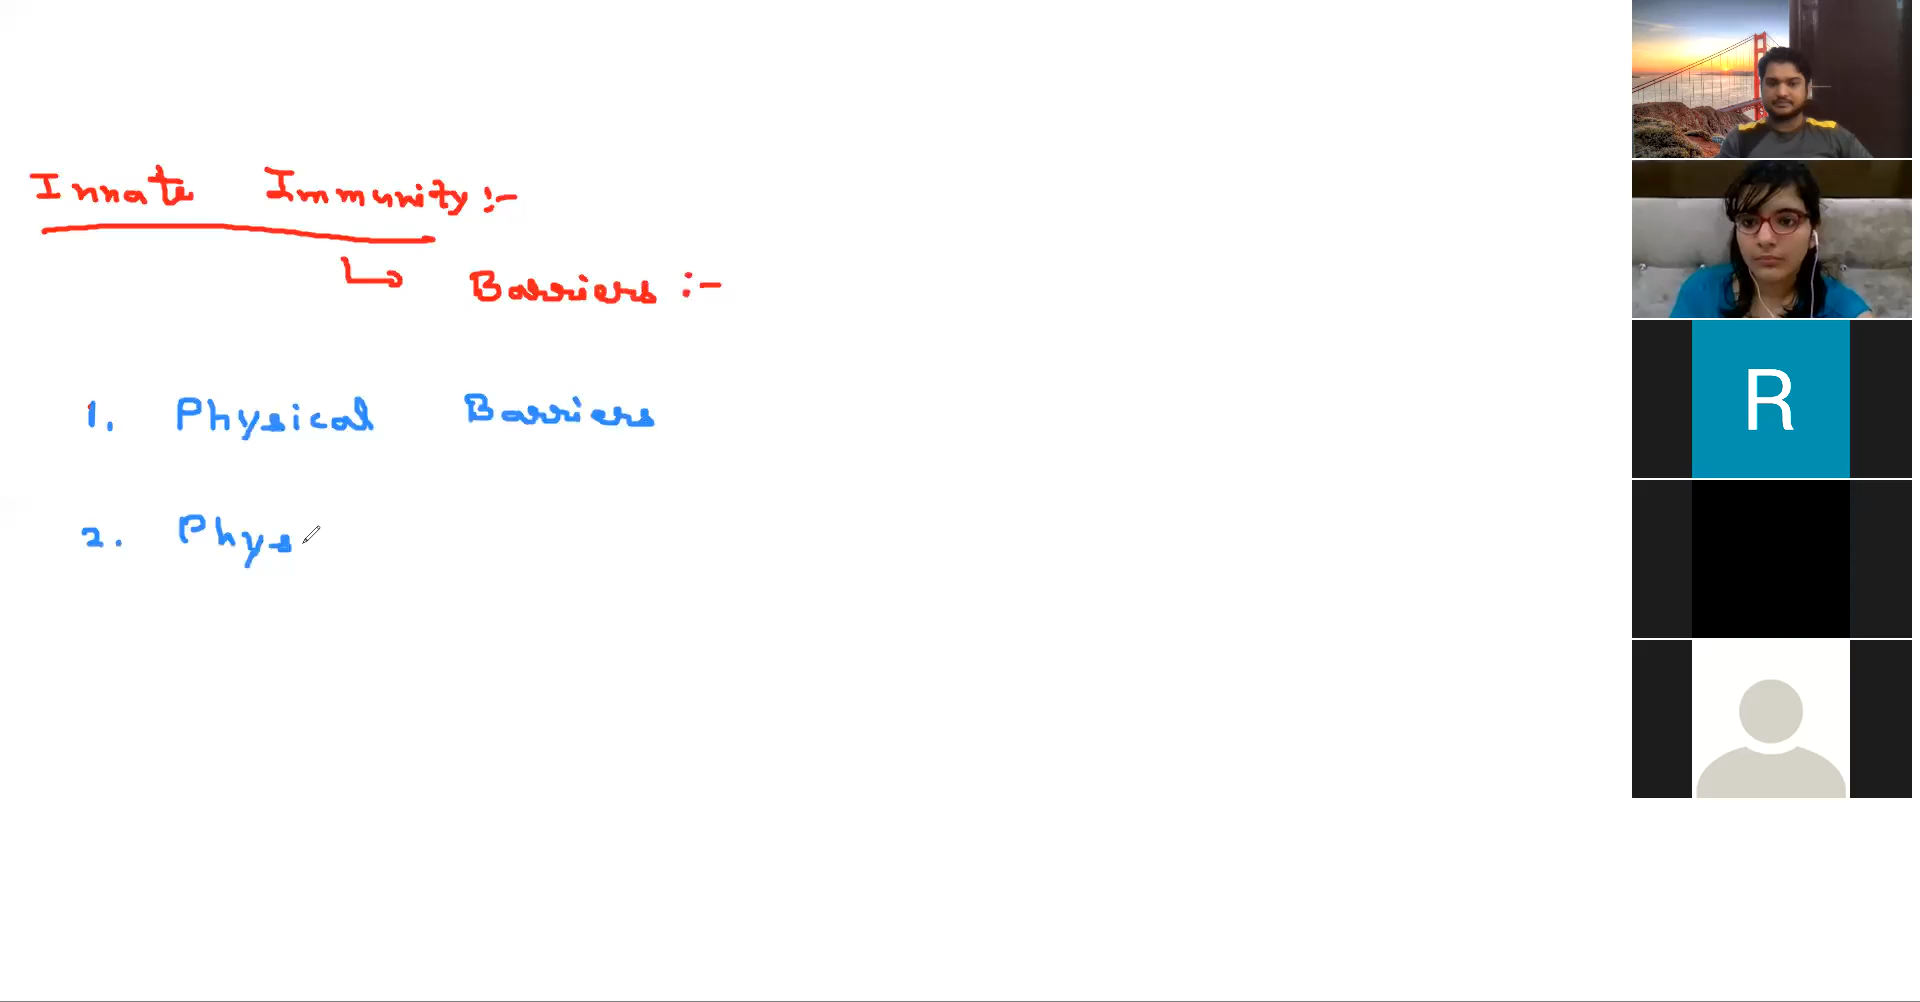 Innate Immunity :-
Barriers :-
1. Physical Barriers
2. Phys
R